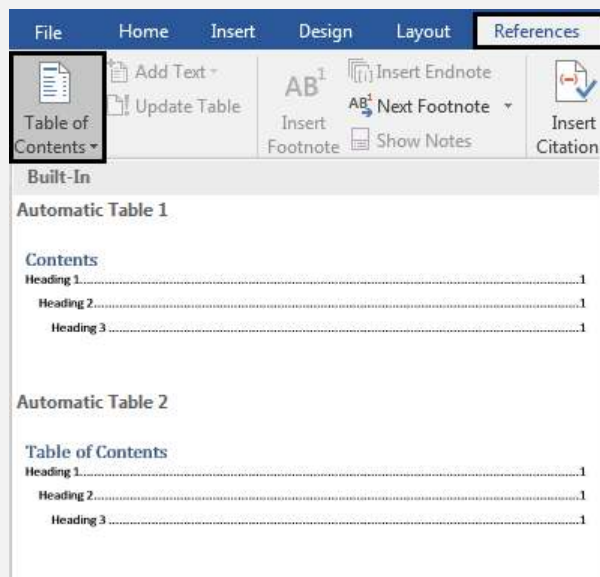 File Home Insert Design Layout References
Add Text
Update Table
Table of
Contents
AB1
Insert
Footnote
Insert Endnote
AB1 Next Footnote
Show Notes
(-)
Insert
Citation
Built-In
Automatic Table 1
Contents
Heading 1........................................................................................................1
Heading 2........................................................................................................1
Heading 3........................................................................................................1
Automatic Table 2
Table of Contents
Heading 1........................................................................................................1
Heading 2........................................................................................................1
Heading 3........................................................................................................1